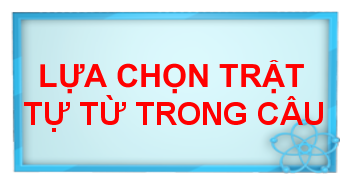 LỰA CHỌN TRẬT
TỰ TỪ TRONG CÂU